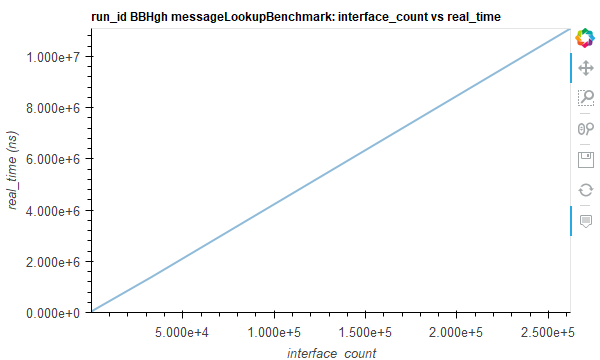 run_id BBHgh messageLookupBenchmark: interface_count vs real_time
real_time (ns)
1.000e+7
8.000e+6
6.000e+6
4.000e+6
2.000e+6
0.000e+0
5.000e+4 1.000e+5 1.500e+5 2.000e+5 2.500e+5
interface_count